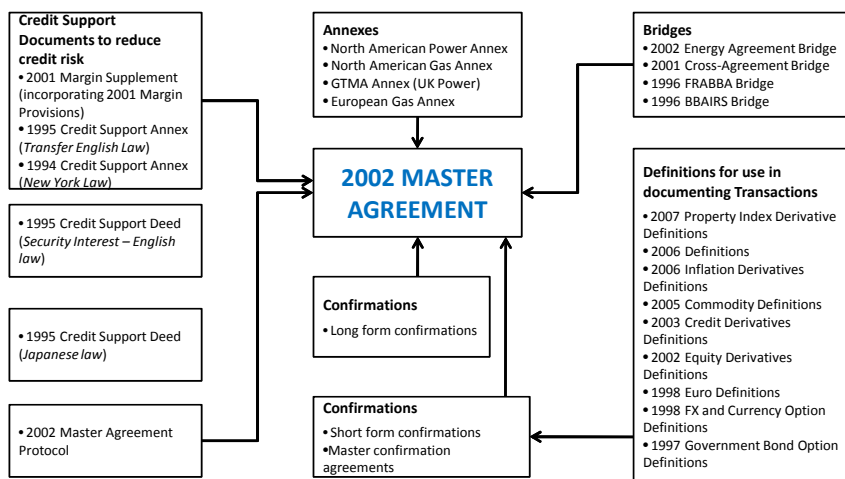 Credit Support
Documents to reduce
credit risk
• 2001 Margin Supplement
(incorporating 2001 Margin
Provisions)
• 1995 Credit Support Annex
(Transfer English Law)
• 1994 Credit Support Annex
(New York Law)
• 1995 Credit Support Deed
(Security Interest – English
law)
• 1995 Credit Support Deed
(Japanese law)
• 2002 Master Agreement
Protocol
Annexes
• North American Power Annex
• North American Gas Annex
• GTMA Annex (UK Power)
• European Gas Annex
2002 MASTER
AGREEMENT
Confirmations
• Long form confirmations
Confirmations
• Short form confirmations
• Master confirmation
agreements
Bridges
• 2002 Energy Agreement Bridge
• 2001 Cross-Agreement Bridge
• 1996 FRABBA Bridge
• 1996 BBAIRS Bridge
Definitions for use in
documenting Transactions
• 2007 Property Index Derivative
Definitions
• 2006 Definitions
• 2006 Inflation Derivatives
Definitions
• 2005 Commodity Definitions
• 2003 Credit Derivatives
Definitions
• 2002 Equity Derivatives
Definitions
• 1998 Euro Definitions
• 1998 FX and Currency Option
Definitions
• 1997 Government Bond Option
Definitions